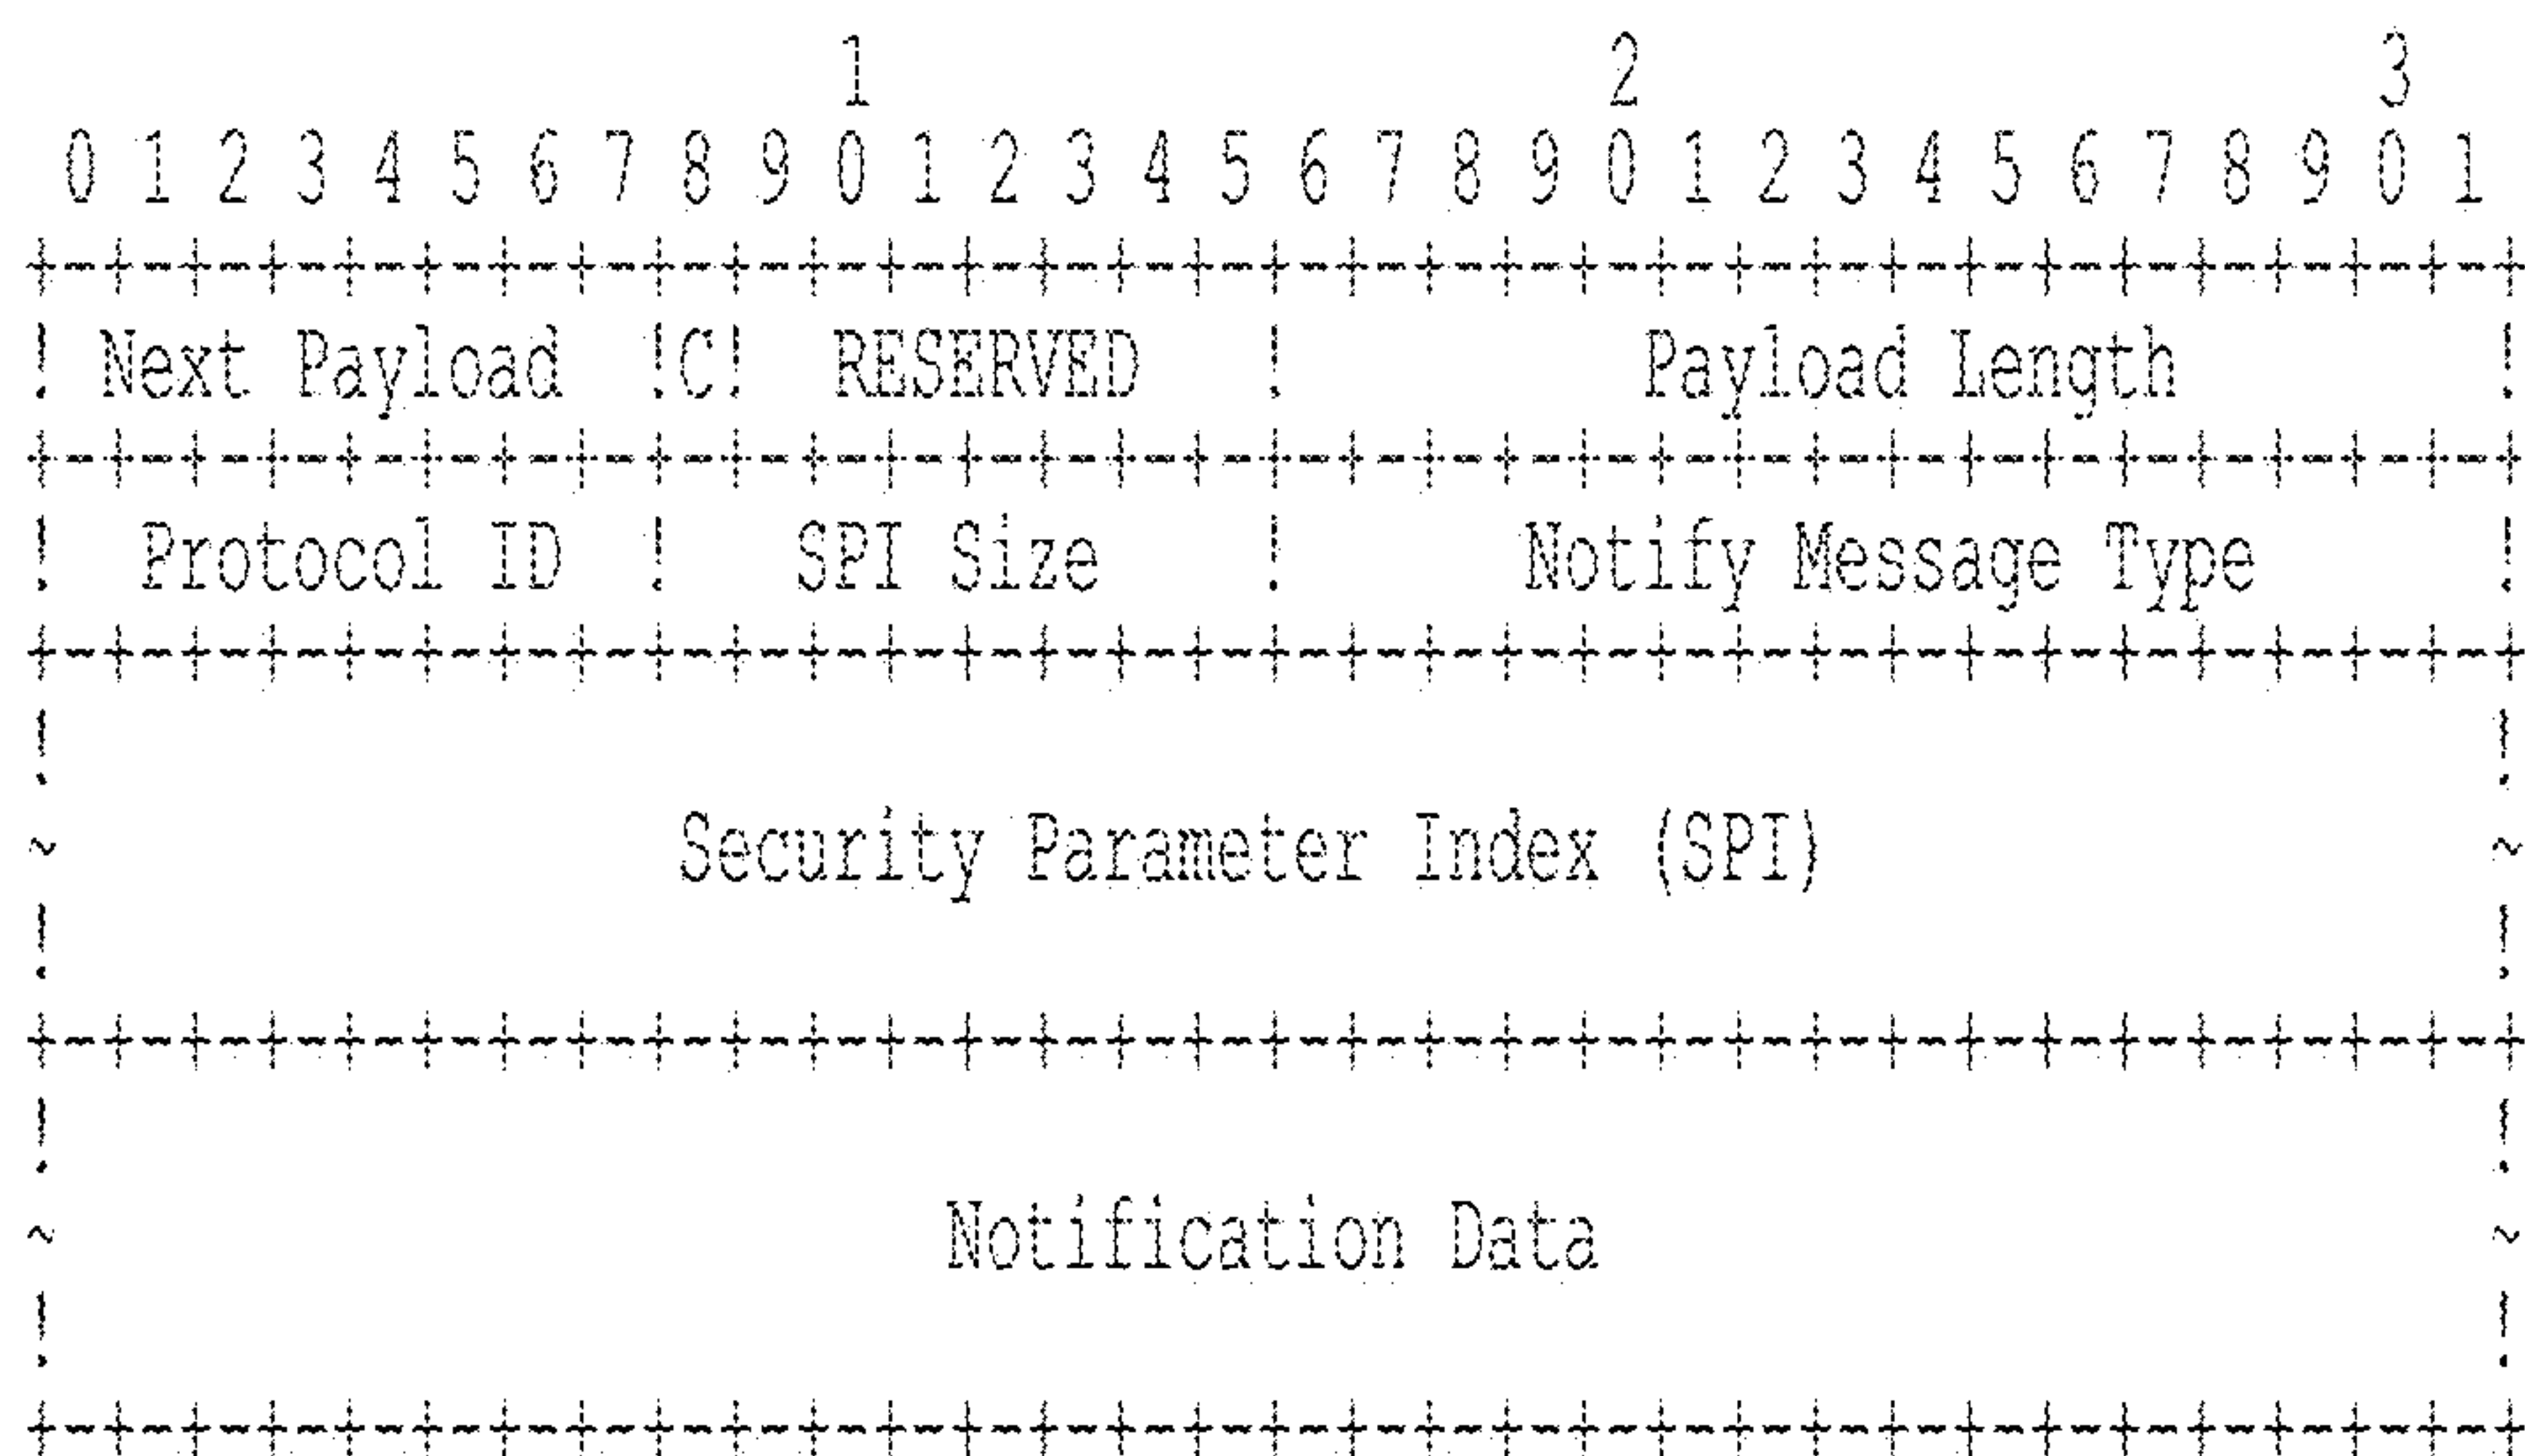 1                   2                   3
 0 1 2 3 4 5 6 7 8 9 0 1 2 3 4 5 6 7 8 9 0 1 2 3 4 5 6 7 8 9 0 1
+-+-+-+-+-+-+-+-+-+-+-+-+-+-+-+-+-+-+-+-+-+-+-+-+-+-+-+-+-+-+-+-+
! Next Payload  !C!  RESERVED   !         Payload Length        !
+-+-+-+-+-+-+-+-+-+-+-+-+-+-+-+-+-+-+-+-+-+-+-+-+-+-+-+-+-+-+-+-+
!  Protocol ID  !   SPI Size    !      Notify Message Type      !
+-+-+-+-+-+-+-+-+-+-+-+-+-+-+-+-+-+-+-+-+-+-+-+-+-+-+-+-+-+-+-+-+
!                                                               !
~                Security Parameter Index (SPI)                 ~
!                                                               !
+-+-+-+-+-+-+-+-+-+-+-+-+-+-+-+-+-+-+-+-+-+-+-+-+-+-+-+-+-+-+-+-+
!                                                               !
~                       Notification Data                       ~
!                                                               !
+-+-+-+-+-+-+-+-+-+-+-+-+-+-+-+-+-+-+-+-+-+-+-+-+-+-+-+-+-+-+-+-+